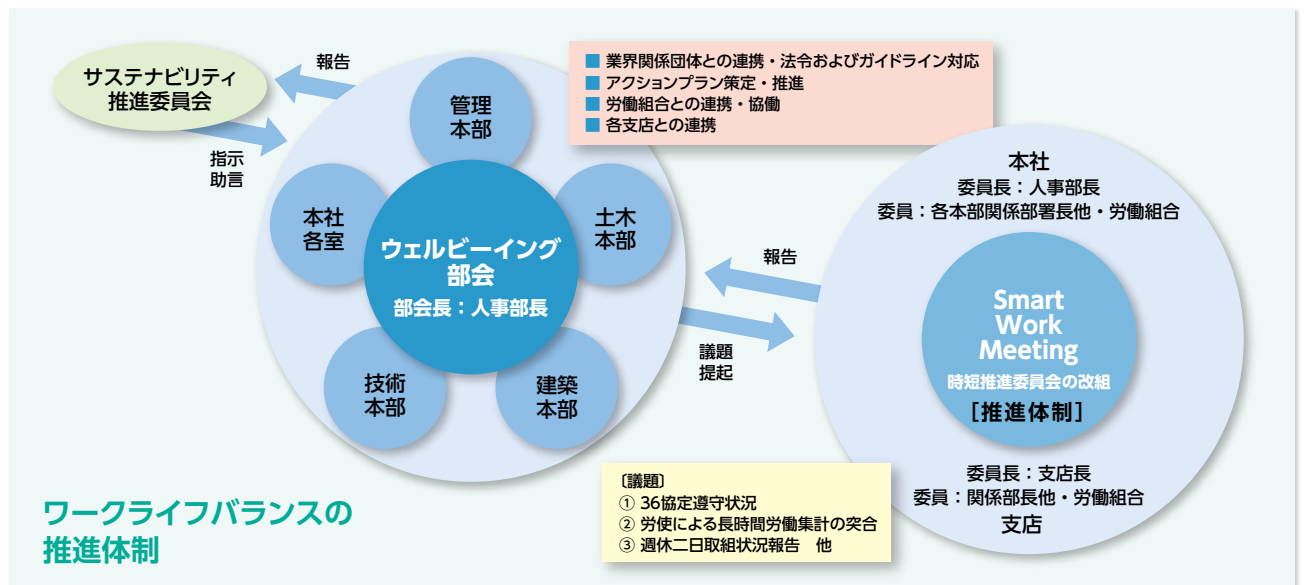 サステナビリティ
推進委員会
報告
指示
助言
管理
本部
本社
各室
土木
本部
ウェルビーイング
部会
部会長：人事部長
技術
本部
建築
本部
■ 業界関係団体との連携・法令およびガイドライン対応
■ アクションプラン策定・推進
■ 労働組合との連携・協働
■ 各支店との連携
報告
議題
提起
本社
委員長：人事部長
委員：各本部関係部署長他・労働組合
Smart
Work
Meeting
時短推進委員会の改組
［推進体制］
委員長：支店長
委員：関係部長他・労働組合
支店
〔議題〕
① 36協定遵守状況
② 労使による長時間労働集計の突合
③ 週休二日取組状況報告　他
ワークライフバランスの
推進体制